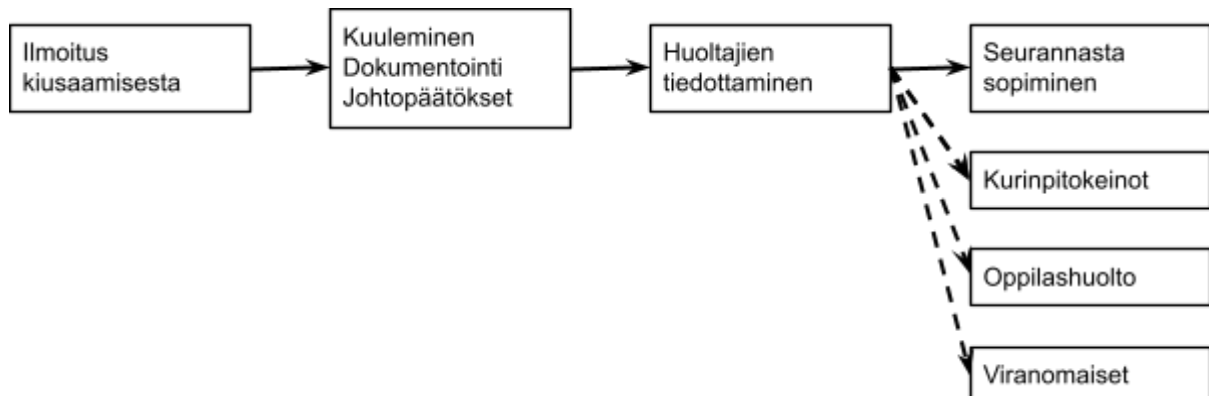 Ilmoitus
kiusaamisesta
Kuuleminen
Dokumentointi
Johtopäätökset
Huoltajien
tiedottaminen
Seurannasta
sopiminen
Kurinpitokeinot
Oppilashuolto
Viranomaiset